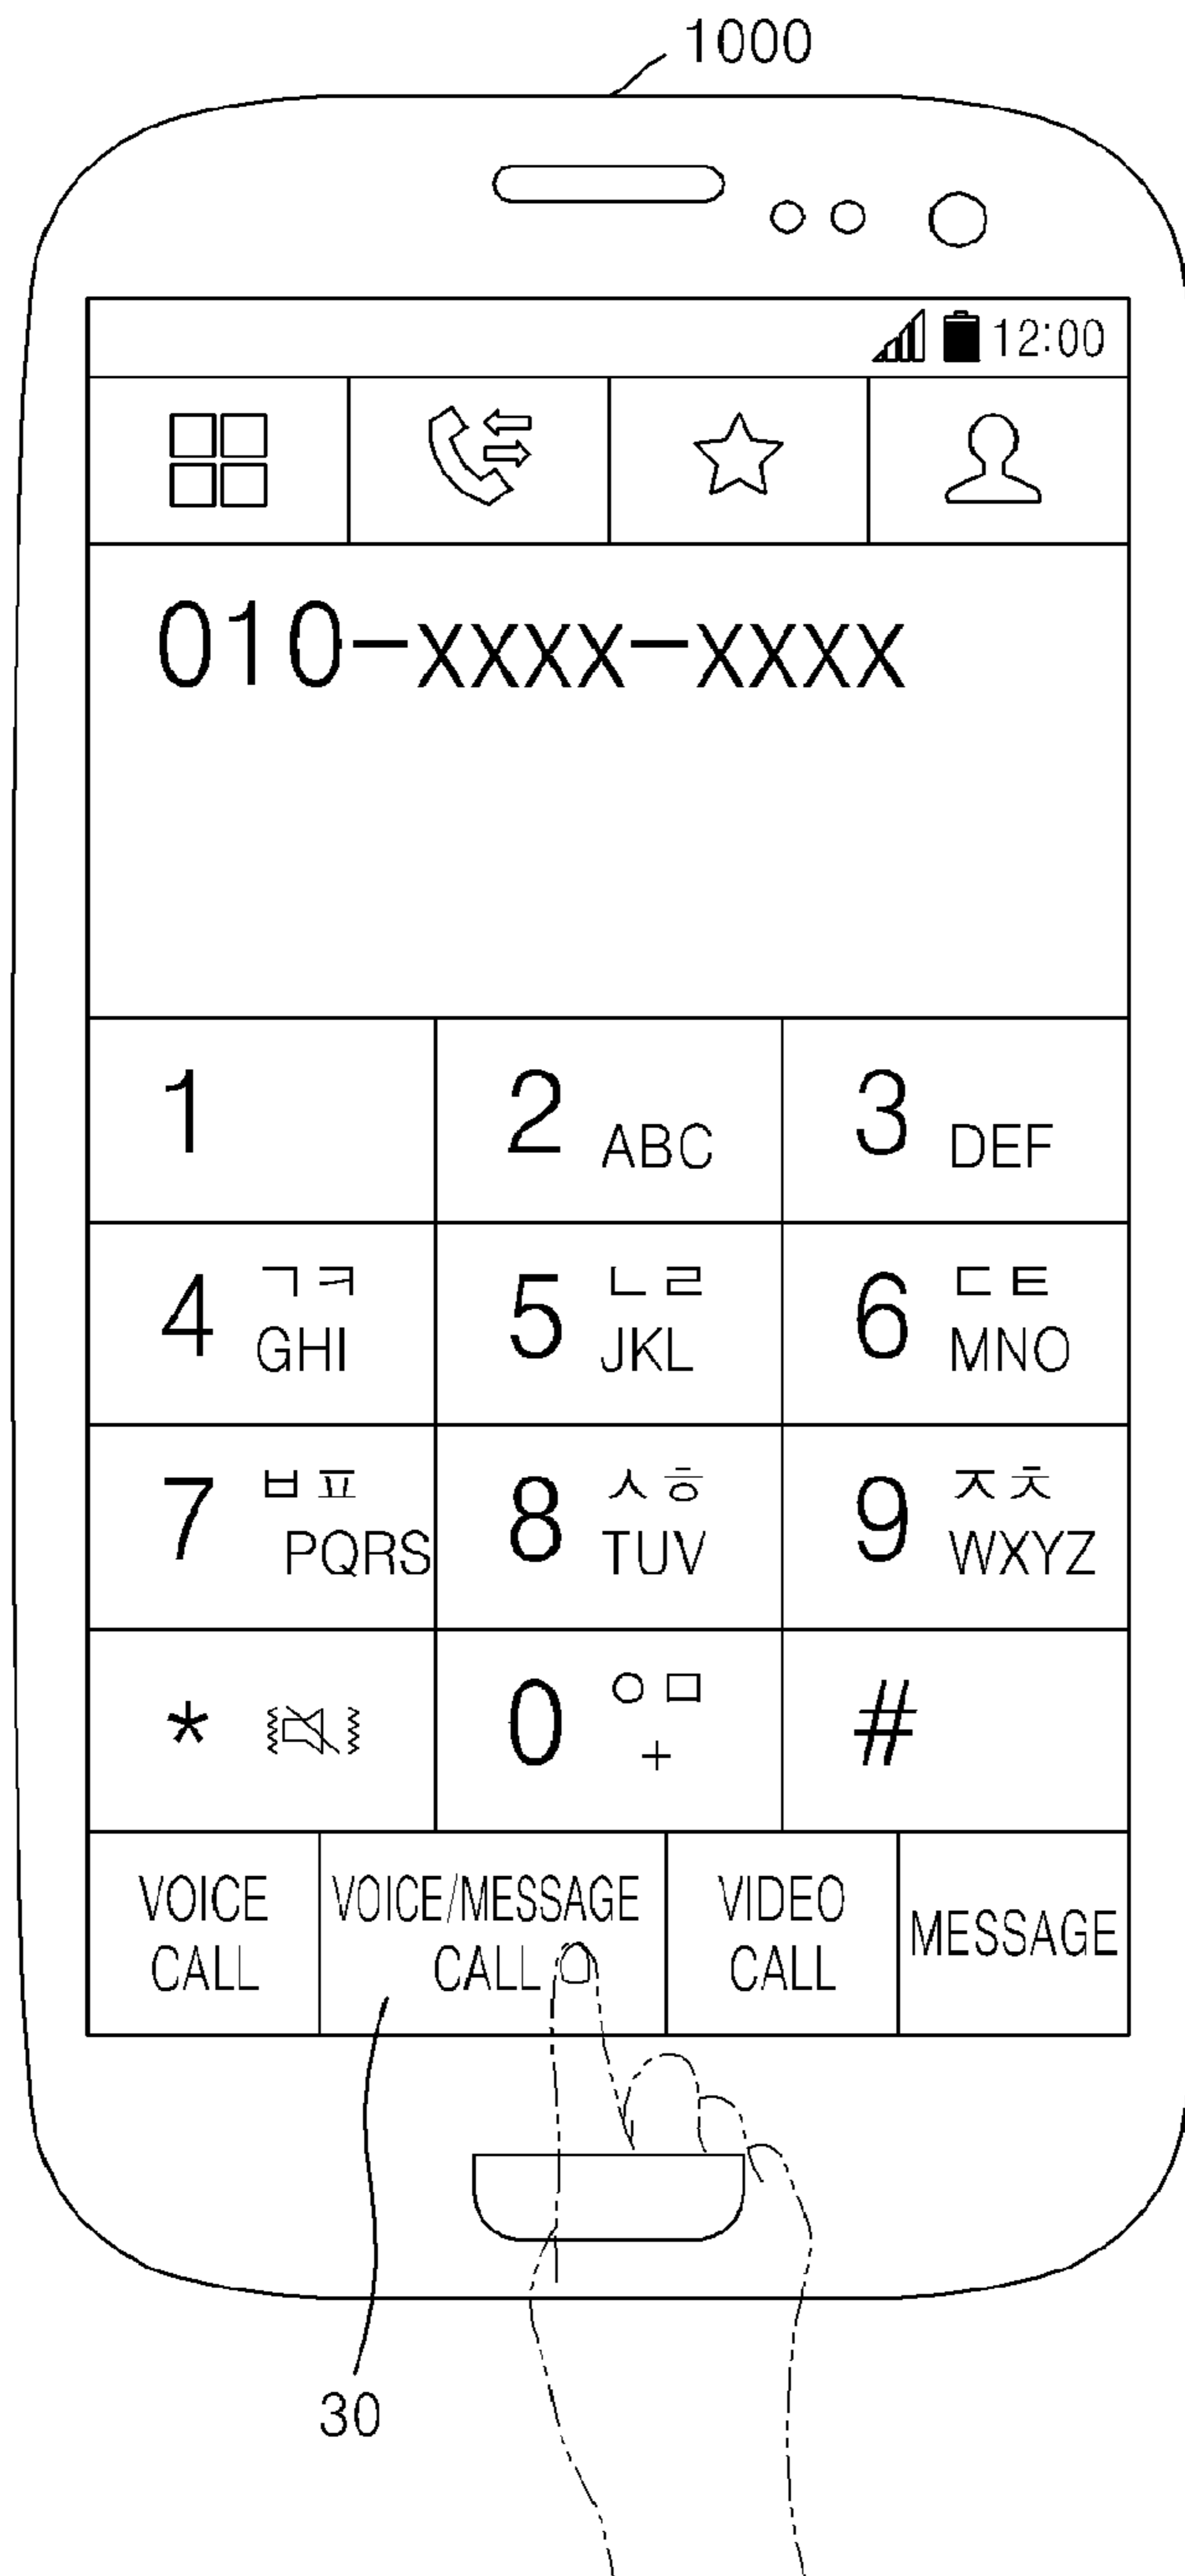 1000
12:00
010-xxxx-xxxx
1
2 ABC
3 DEF
4 ㄱㅋ
GHI
5 ㄴㄹ
JKL
6 ㄷㅌ
MNO
7 ㅂㅍ
PQRS
8 ㅅㅎ
TUV
9 ㅈㅊ
WXYZ
*
0 ㅇㅁ
+
#
VOICE
CALL
VOICE/MESSAGE
CALL
VIDEO
CALL
MESSAGE
30